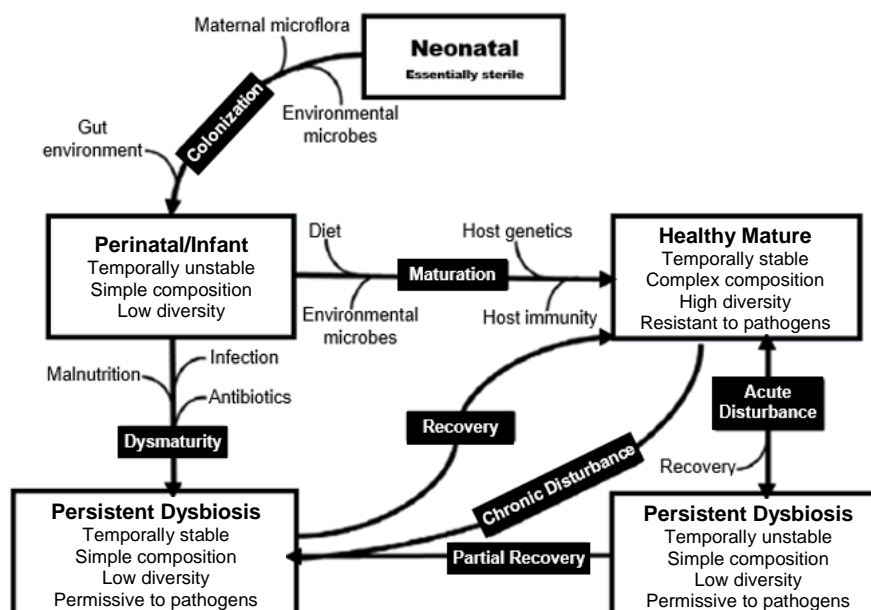 Maternal microflora
Neonatal
Essentially sterile
Environmental
microbes
Colonization
Gut
environment
Perinatal/Infant
Temporally unstable
Simple composition
Low diversity
Diet
Maturation
Environmental
microbes
Host genetics
Host immunity
Healthy Mature
Temporally stable
Complex composition
High diversity
Resistant to pathogens
Malnutrition
Infection
Antibiotics
Dysmaturity
Recovery
Chronic Disturbance
Acute
Disturbance
Recovery
Persistent Dysbiosis
Temporally stable
Simple composition
Low diversity
Permissive to pathogens
Partial Recovery
Persistent Dysbiosis
Temporally unstable
Simple composition
Low diversity
Permissive to pathogens